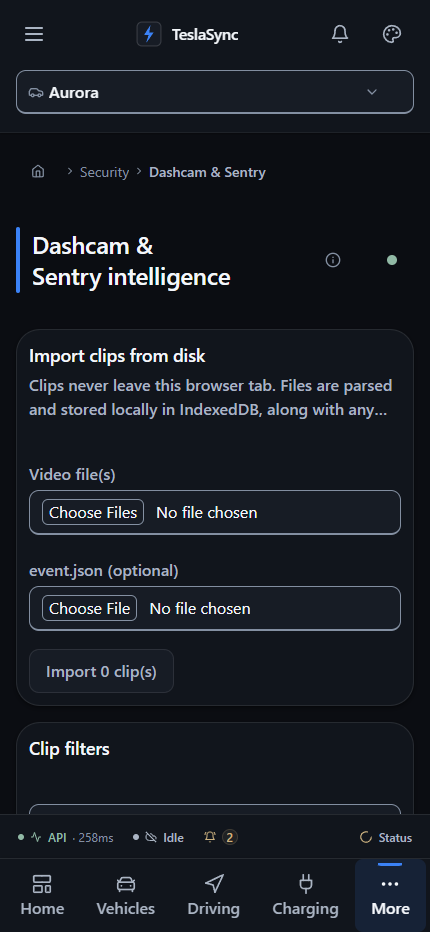 TeslaSync
Aurora
Security
Dashcam & Sentry
Dashcam &
Sentry intelligence
Import clips from disk
Clips never leave this browser tab. Files are parsed
and stored locally in IndexedDB, along with any...
Video file(s)
Choose Files No file chosen
event.json (optional)
Choose File No file chosen
Import 0 clip(s)
Clip filters
API · 258ms Idle 2 Status
Home Vehicles Driving Charging More